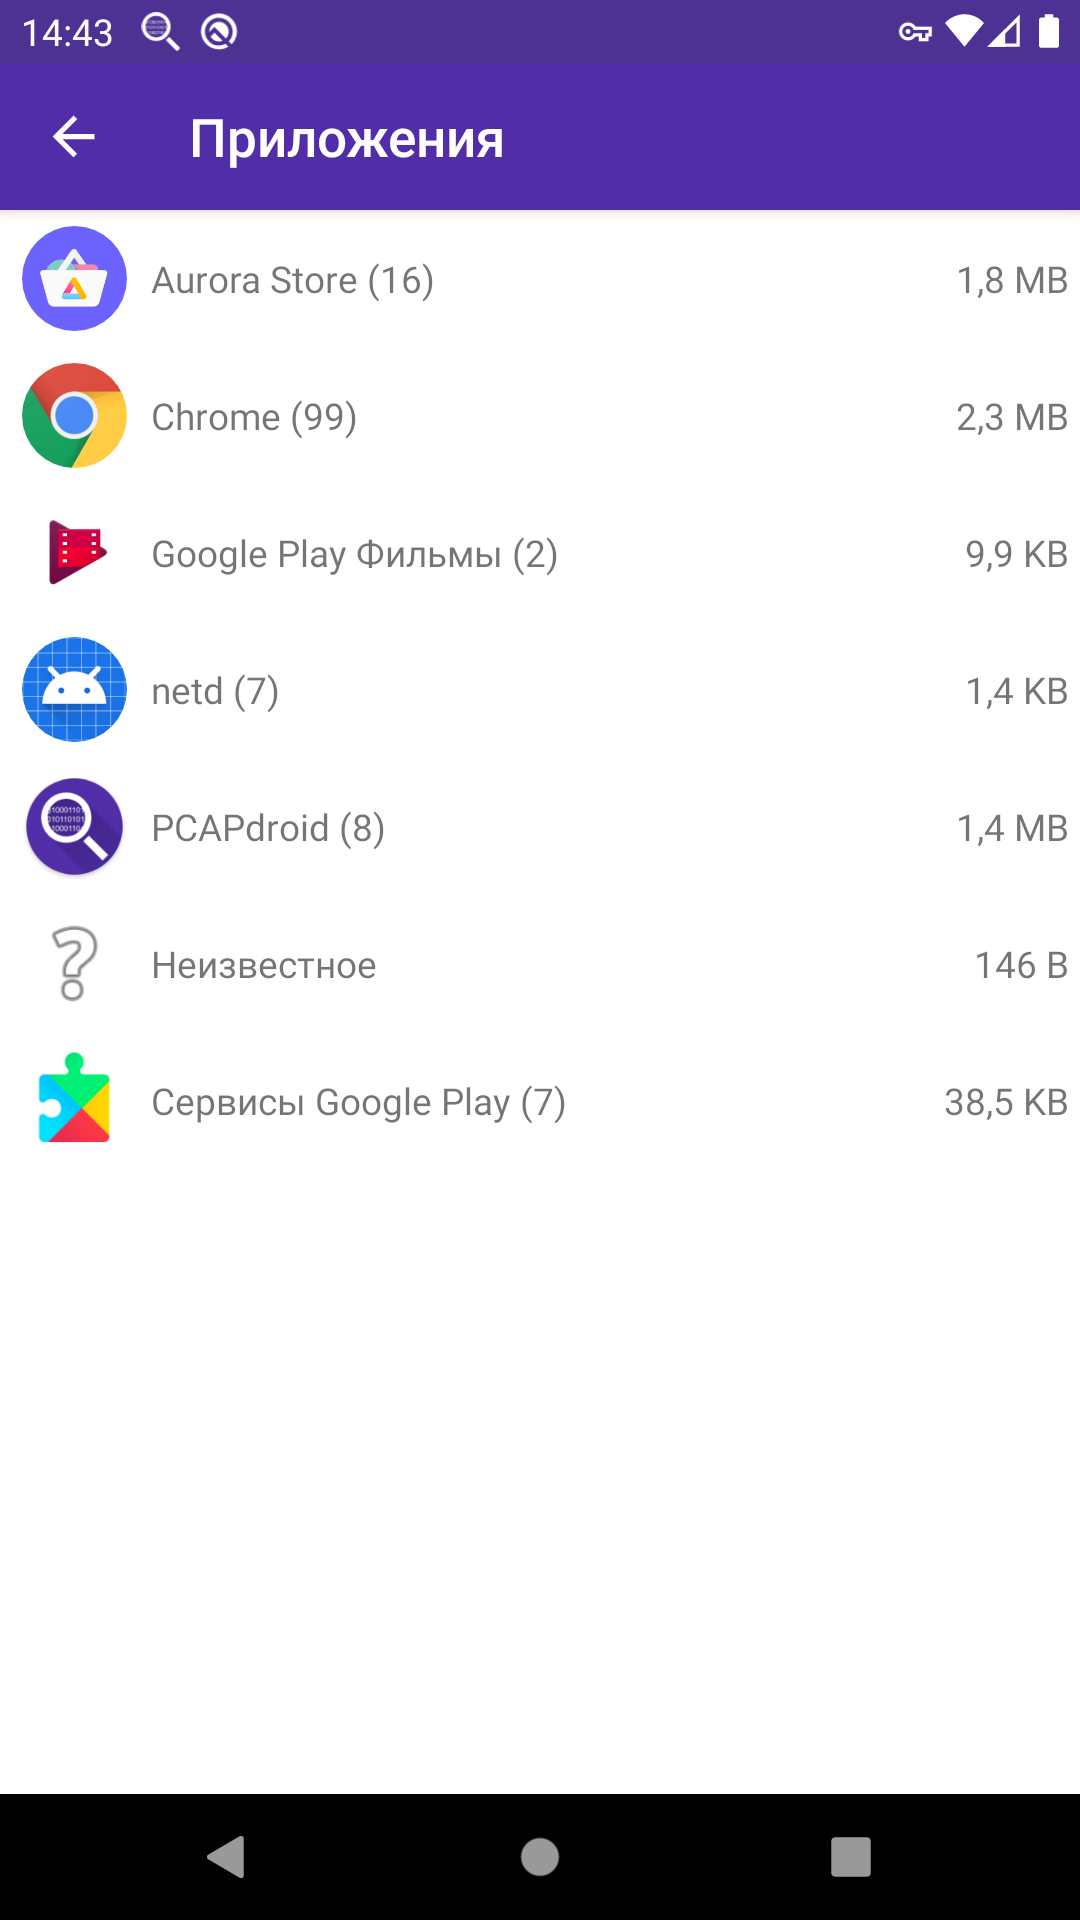 14:43
Приложения
Aurora Store (16) 1,8 MB
Chrome (99) 2,3 MB
Google Play Фильмы (2) 9,9 KB
netd (7) 1,4 KB
PCAPdroid (8) 1,4 MB
Неизвестное 146 B
Сервисы Google Play (7) 38,5 KB